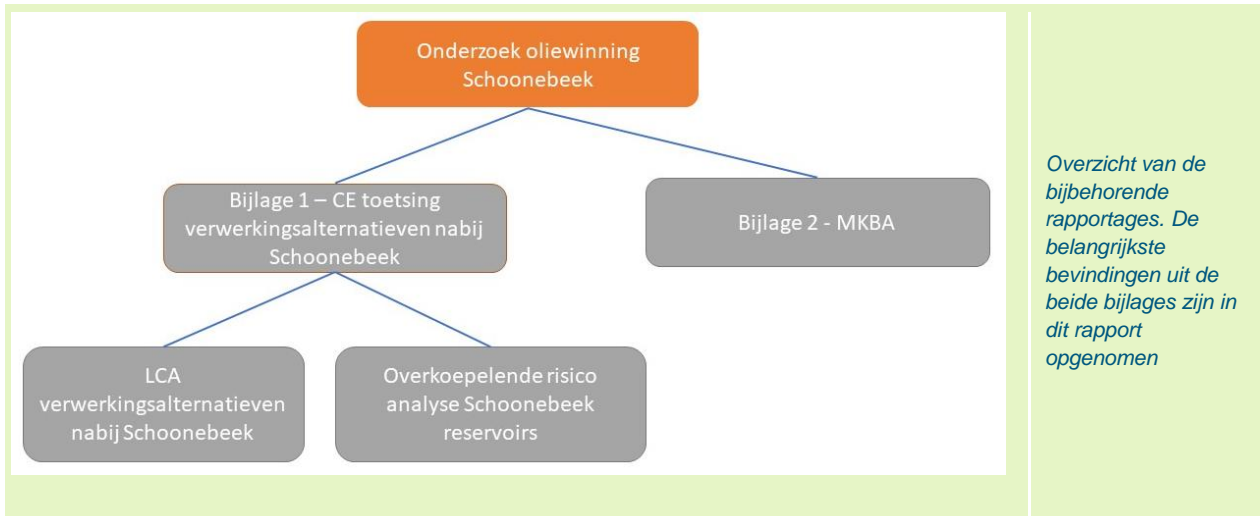 Onderzoek oliewinning
Schoonebeek
Bijlage 1 – CE toetsing
verwerkingsalternatieven nabij
Schoonebeek
Bijlage 2 - MKBA
LCA
verwerkingsalternatieven
nabij Schoonebeek
Overkoepelende risico
analyse Schoonebeek
reservoirs
Overzicht van de
bijbehorende
rapportages. De
belangrijkste
bevindingen uit de
beide bijlages zijn in
dit rapport
opgenomen